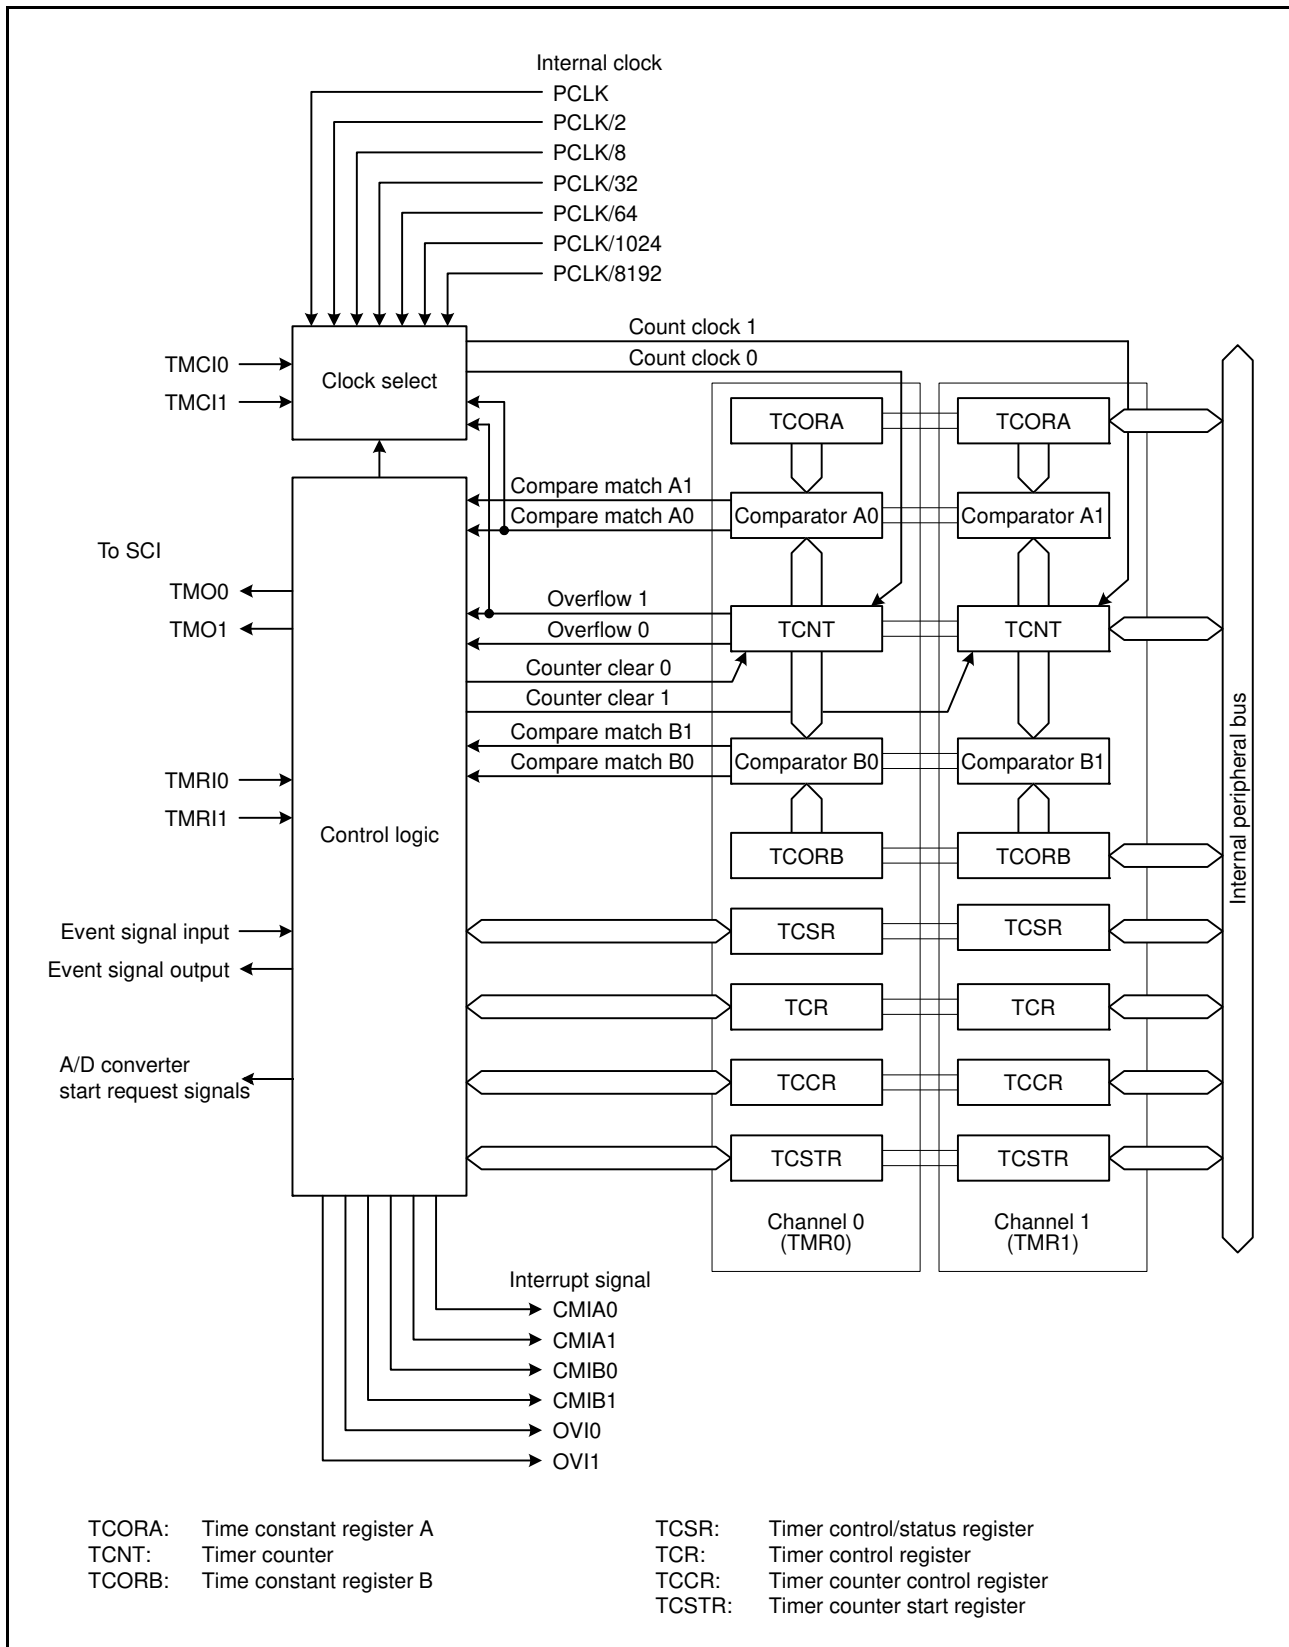 Internal clock
PCLK
PCLK/2
PCLK/8
PCLK/32
PCLK/64
PCLK/1024
PCLK/8192
Count clock 1
Count clock 0
TMCI0
TMCI1
Clock select
TCORA
TCORA
Compare match A1
Compare match A0
Comparator A0
Comparator A1
To SCI
TMO0
TMO1
Overflow 1
Overflow 0
TCNT
TCNT
Counter clear 0
Counter clear 1
Compare match B1
Compare match B0
Comparator B0
Comparator B1
TMRI0
TMRI1
Control logic
TCORB
TCORB
Internal peripheral bus
Event signal input
Event signal output
TCSR
TCSR
TCR
TCR
A/D converter
start request signals
TCCR
TCCR
TCSTR
TCSTR
Channel 0
(TMR0)
Channel 1
(TMR1)
Interrupt signal
CMIA0
CMIA1
CMIB0
CMIB1
OVI0
OVI1
TCORA: Time constant register A
TCNT: Timer counter
TCORB: Time constant register B
TCSR: Timer control/status register
TCR: Timer control register
TCCR: Timer counter control register
TCSTR: Timer counter start register